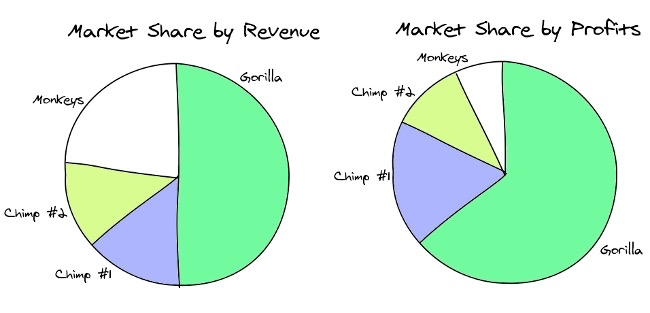 Market Share by Revenue
Gorilla
Monkeys
Chimp #2
Chimp #1
Market Share by Profits
Monkeys
Chimp #2
Chimp #1
Gorilla